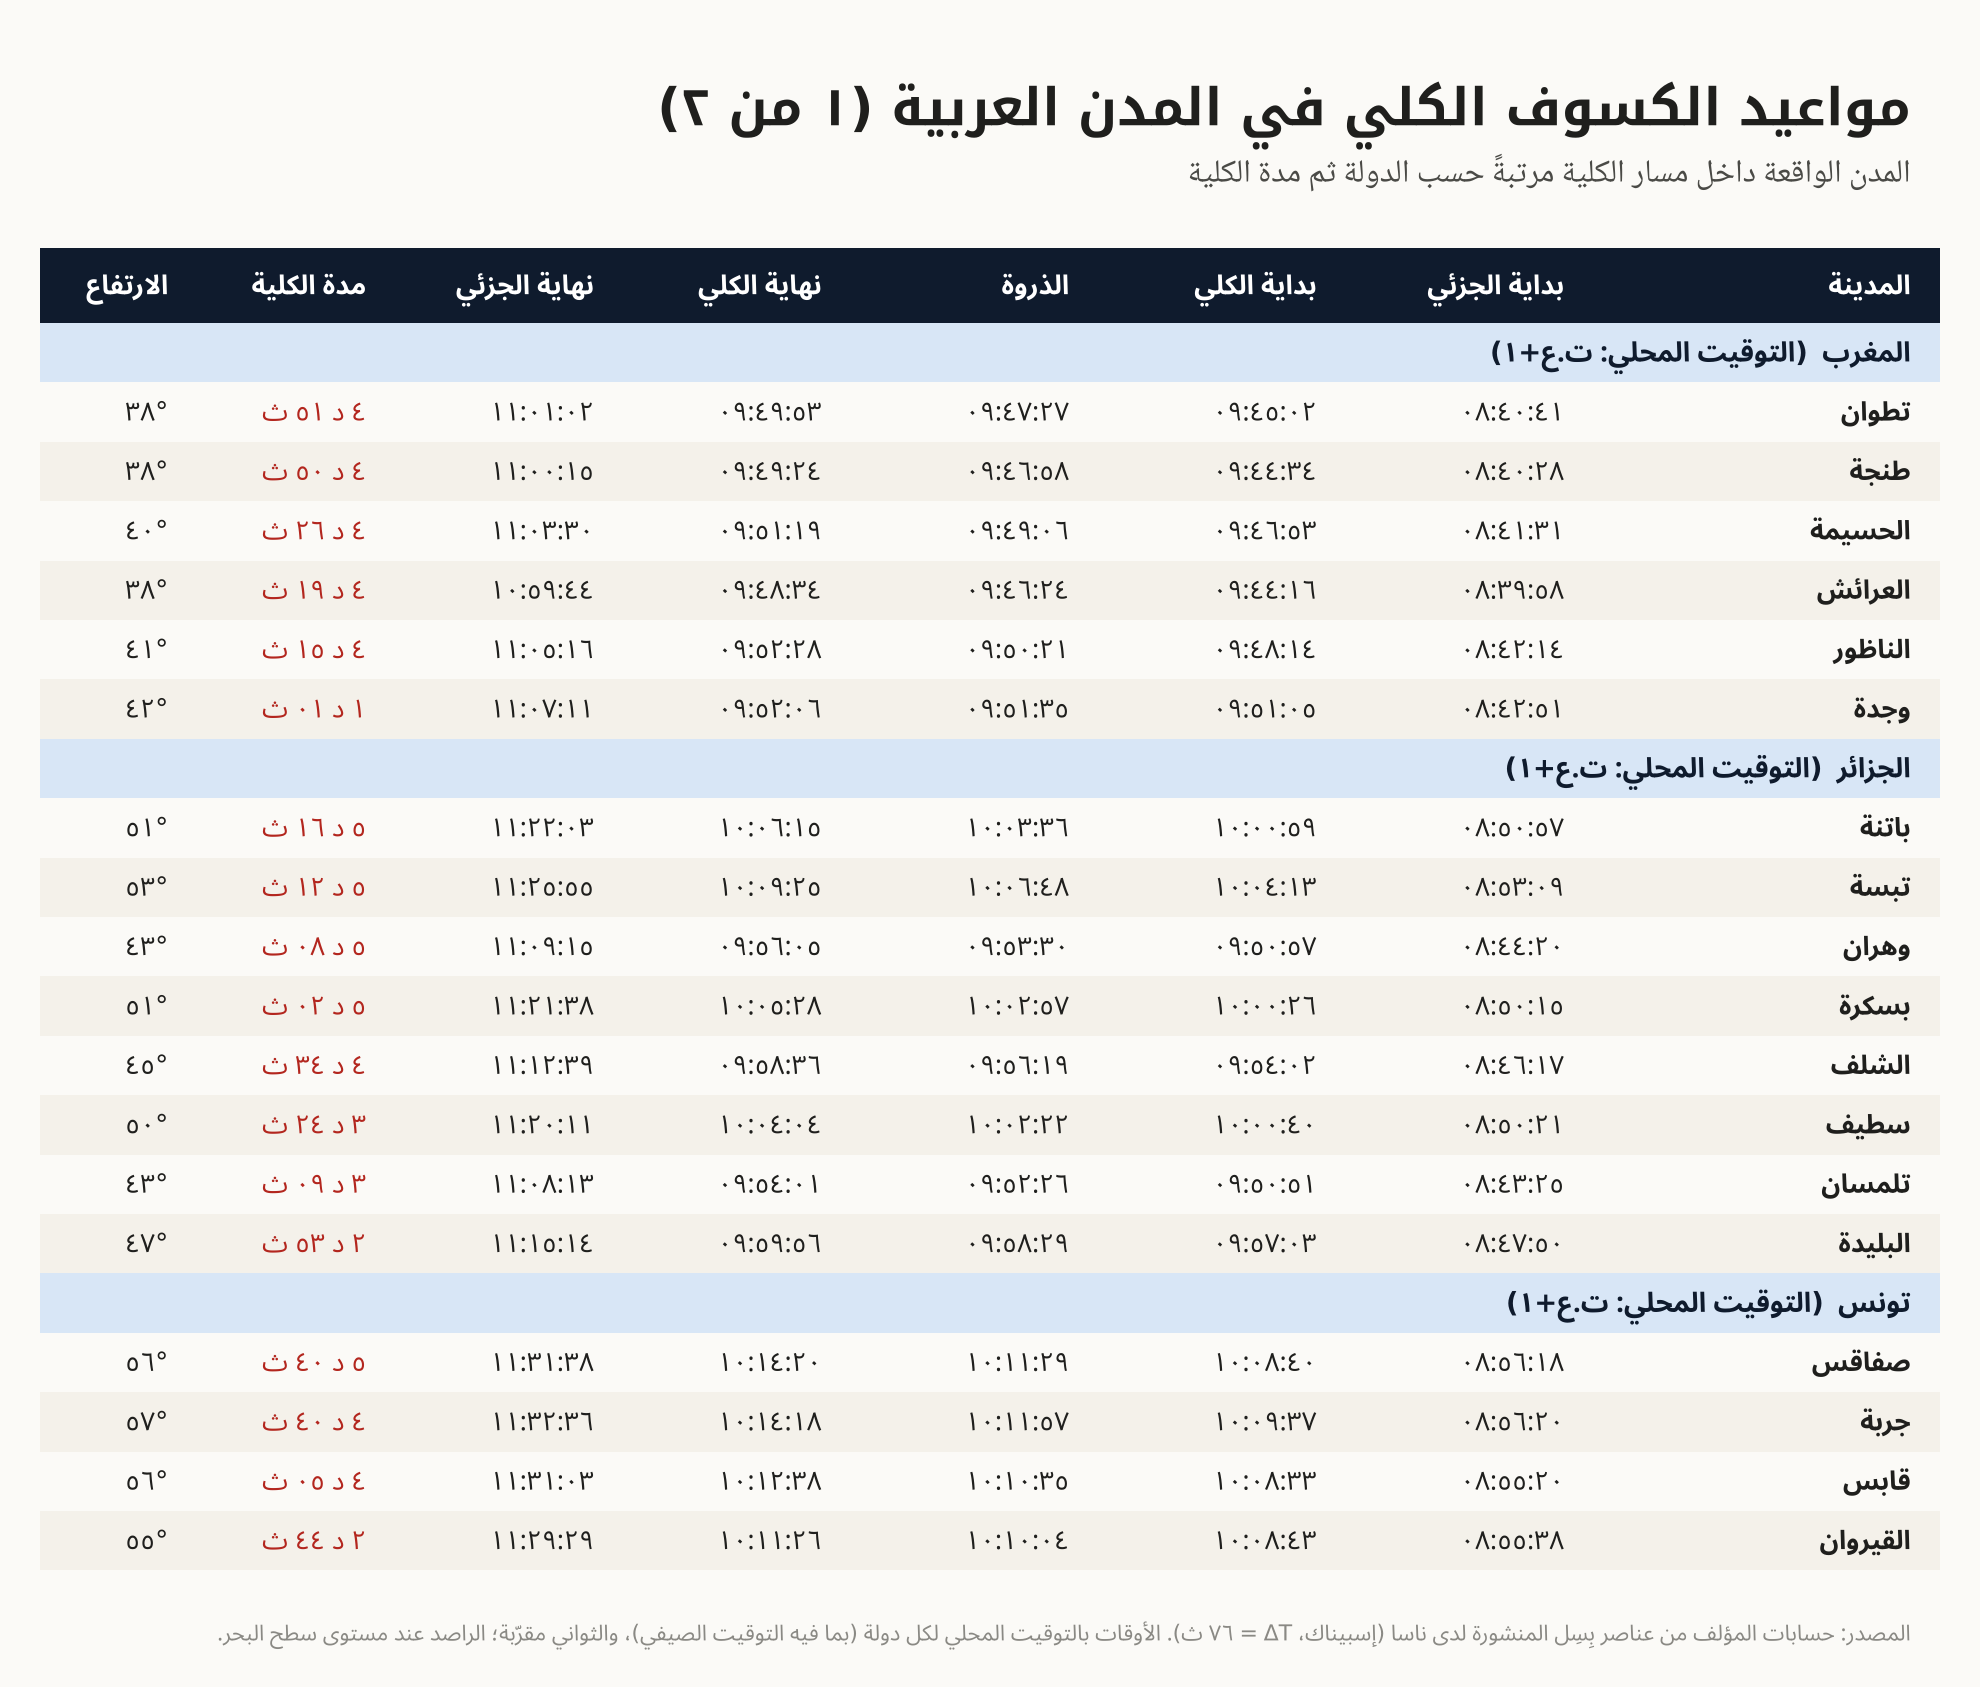 مواعيد الكسوف الكلي في المدن العربية (١ من ٢)
المدن الواقعة داخل مسار الكلية مرتبةً حسب الدولة ثم مدة الكلية
المدينة بداية الجزئي بداية الكلي الذروة نهاية الكلي نهاية الجزئي مدة الكلية الارتفاع
المغرب (التوقيت المحلي: ت.ع+١)
تطوان ٠٨:٤٠:٤١ ٠٩:٤٥:٠٢ ٠٩:٤٧:٢٧ ٠٩:٤٩:٥٣ ١١:٠١:٠٢ ٤ د ٥١ ث ٣٨°
طنجة ٠٨:٤٠:٢٨ ٠٩:٤٤:٣٤ ٠٩:٤٦:٥٨ ٠٩:٤٩:٢٤ ١١:٠٠:١٥ ٤ د ٥٠ ث ٣٨°
الحسيمة ٠٨:٤١:٣١ ٠٩:٤٦:٥٣ ٠٩:٤٩:٠٦ ٠٩:٥١:١٩ ١١:٠٣:٣٠ ٤ د ٢٦ ث ٤٠°
العرائش ٠٨:٣٩:٥٨ ٠٩:٤٤:١٦ ٠٩:٤٦:٢٤ ٠٩:٤٨:٣٤ ١٠:٥٩:٤٤ ٤ د ١٩ ث ٣٨°
الناظور ٠٨:٤٢:١٤ ٠٩:٤٨:١٤ ٠٩:٥٠:٢١ ٠٩:٥٢:٢٨ ١١:٠٥:١٦ ٤ د ١٥ ث ٤١°
وجدة ٠٨:٤٢:٥١ ٠٩:٥١:٠٥ ٠٩:٥١:٣٥ ٠٩:٥٢:٠٦ ١١:٠٧:١١ ١ د ٠١ ث ٤٢°
الجزائر (التوقيت المحلي: ت.ع+١)
باتنة ٠٨:٥٠:٥٧ ١٠:٠٠:٥٩ ١٠:٠٣:٣٦ ١٠:٠٦:١٥ ١١:٢٢:٠٣ ٥ د ١٦ ث ٥١°
تبسة ٠٨:٥٣:٠٩ ١٠:٠٤:١٣ ١٠:٠٦:٤٨ ١٠:٠٩:٢٥ ١١:٢٥:٥٥ ٥ د ١٢ ث ٥٣°
وهران ٠٨:٤٤:٢٠ ٠٩:٥٠:٥٧ ٠٩:٥٣:٣٠ ٠٩:٥٦:٠٥ ١١:٠٩:١٥ ٥ د ٠٨ ث ٤٣°
بسكرة ٠٨:٥٠:١٥ ١٠:٠٠:٢٦ ١٠:٠٢:٥٧ ١٠:٠٥:٢٨ ١١:٢١:٣٨ ٥ د ٠٢ ث ٥١°
الشلف ٠٨:٤٦:١٧ ٠٩:٥٤:٠٢ ٠٩:٥٦:١٩ ٠٩:٥٨:٣٦ ١١:١٢:٣٩ ٤ د ٣٤ ث ٤٥°
سطيف ٠٨:٥٠:٢١ ١٠:٠٠:٤٠ ١٠:٠٢:٢٢ ١٠:٠٤:٠٤ ١١:٢٠:١١ ٣ د ٢٤ ث ٥٠°
تلمسان ٠٨:٤٣:٢٥ ٠٩:٥٠:٥١ ٠٩:٥٢:٢٦ ٠٩:٥٤:٠١ ١١:٠٨:١٣ ٣ د ٠٩ ث ٤٣°
البليدة ٠٨:٤٧:٥٠ ٠٩:٥٧:٠٣ ٠٩:٥٨:٢٩ ٠٩:٥٩:٥٦ ١١:١٥:١٤ ٢ د ٥٣ ث ٤٧°
تونس (التوقيت المحلي: ت.ع+١)
صفاقس ٠٨:٥٦:١٨ ١٠:٠٨:٤٠ ١٠:١١:٢٩ ١٠:١٤:٢٠ ١١:٣١:٣٨ ٥ د ٤٠ ث ٥٦°
جربة ٠٨:٥٦:٢٠ ١٠:٠٩:٣٧ ١٠:١١:٥٧ ١٠:١٤:١٨ ١١:٣٢:٣٦ ٤ د ٤٠ ث ٥٧°
قابس ٠٨:٥٥:٢٠ ١٠:٠٨:٣٣ ١٠:١٠:٣٥ ١٠:١٢:٣٨ ١١:٣١:٠٣ ٤ د ٠٥ ث ٥٦°
القيروان ٠٨:٥٥:٣٨ ١٠:٠٨:٤٣ ١٠:١٠:٠٤ ١٠:١١:٢٦ ١١:٢٩:٢٩ ٢ د ٤٤ ث ٥٥°
المصدر: حسابات المؤلف من عناصر بِسِل المنشورة لدى ناسا (إسبيناك، ΔT = ٧٦ ث). الأوقات بالتوقيت المحلي لكل دولة (بما فيه التوقيت الصيفي)، والثواني مقرّبة؛ الراصد عند مستوى سطح البحر.